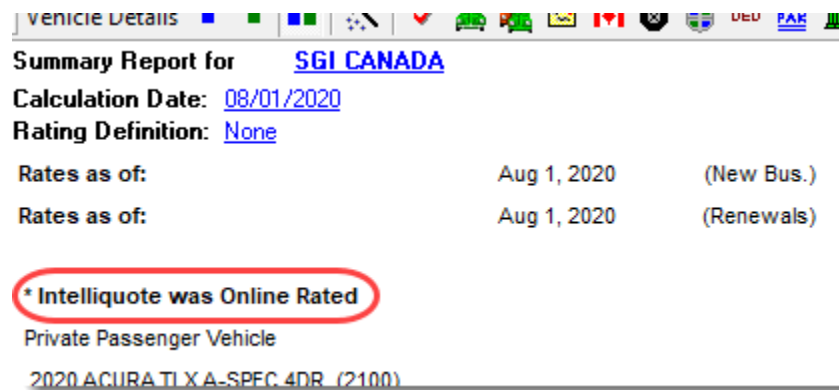 Vehicle Details
DED PAK
Summary Report for SGI CANADA
Calculation Date: 08/01/2020
Rating Definition: None
Rates as of: Aug 1, 2020 (New Bus.)
Rates as of: Aug 1, 2020 (Renewals)
* Intelliquote was Online Rated
Private Passenger Vehicle
2020 ACURA TLX A-SPEC 4DR (2100)